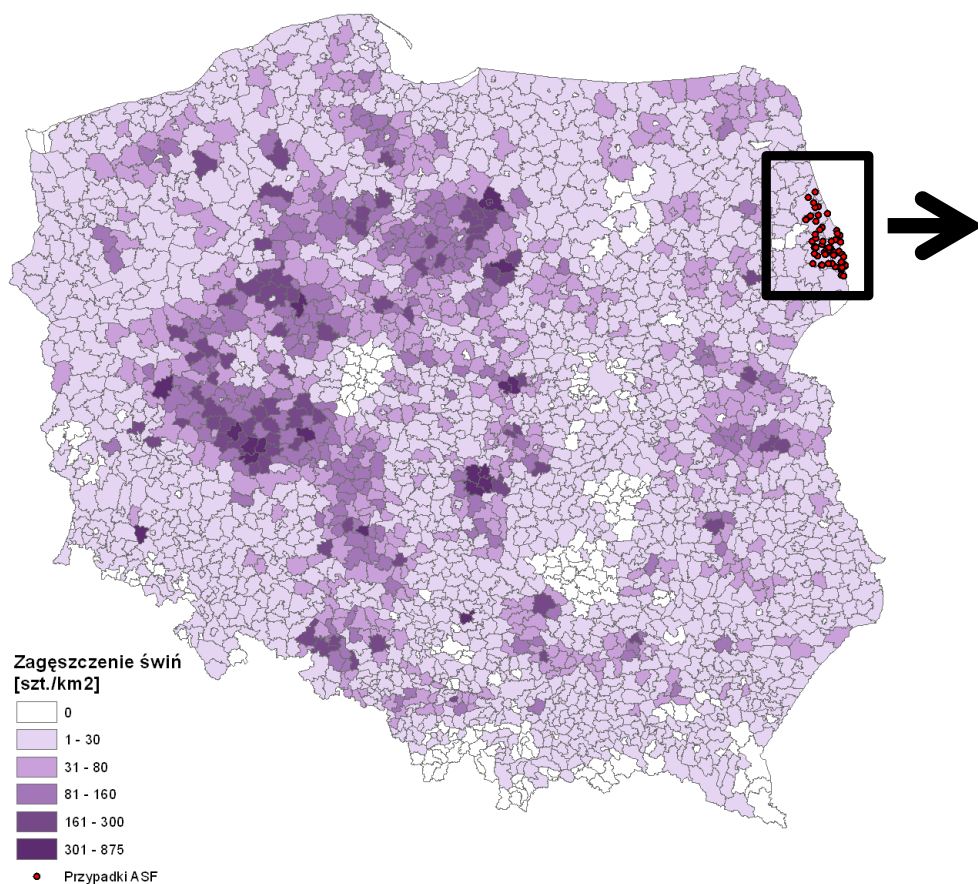 Zagęszczenie świń
[szt./km2]
0
1 - 30
31 - 80
81 - 160
161 - 300
301 - 875
Przypadki ASF